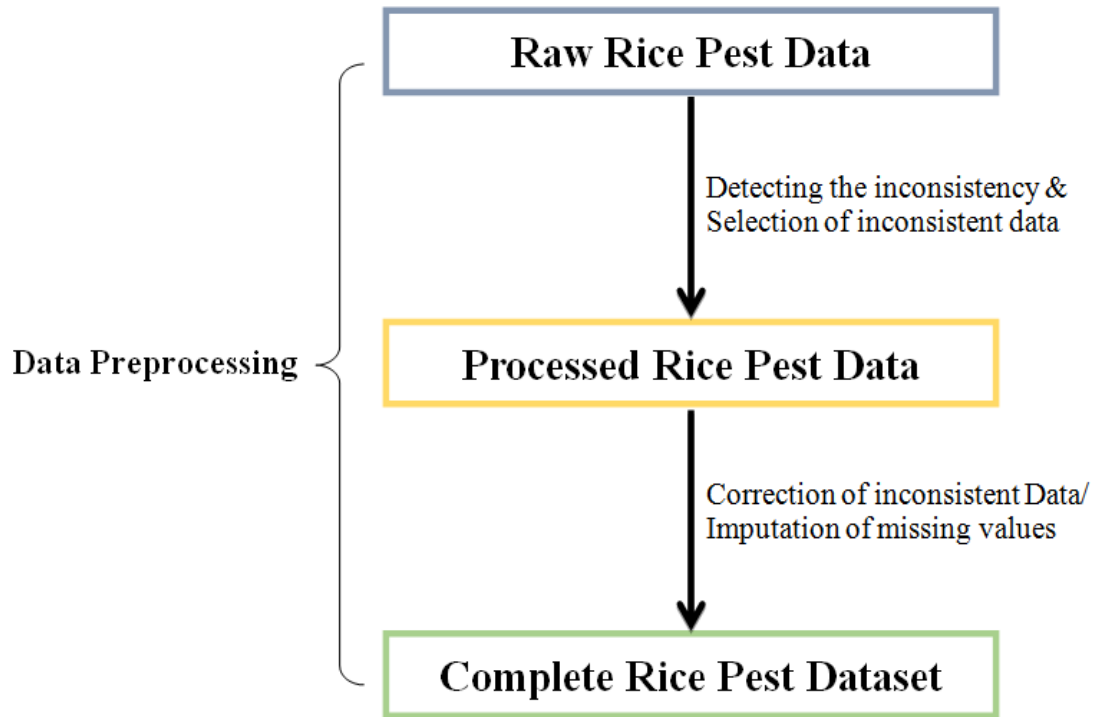 Raw Rice Pest Data
Detecting the inconsistency &
Selection of inconsistent data
Data Preprocessing
Processed Rice Pest Data
Correction of inconsistent Data/
Imputation of missing values
Complete Rice Pest Dataset